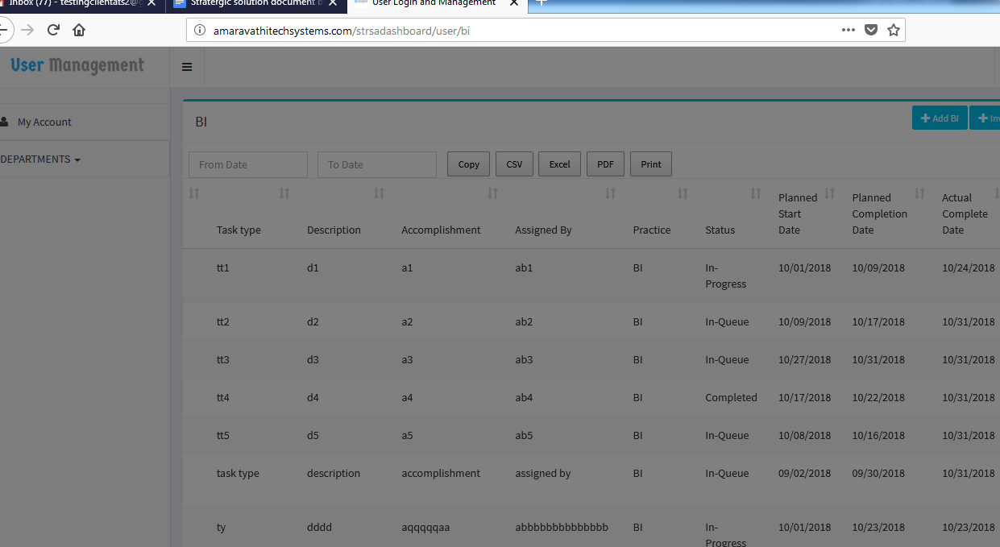 Inbox (77) - testingclientats2@g
Stratergic solution document b
User Login and Management
amaravathitechsystems.com/strsadashboard/user/bi
User Management
My Account
DEPARTMENTS
BI
Add BI
Inv
From Date To Date Copy CSV Excel PDF Print
Task type Description Accomplishment Assigned By Practice Status Planned Start Date Planned Completion Date Actual Complete Date
tt1 d1 a1 ab1 BI In-Progress 10/01/2018 10/09/2018 10/24/2018
tt2 d2 a2 ab2 BI In-Queue 10/09/2018 10/17/2018 10/31/2018
tt3 d3 a3 ab3 BI In-Queue 10/27/2018 10/31/2018 10/31/2018
tt4 d4 a4 ab4 BI Completed 10/17/2018 10/22/2018 10/31/2018
tt5 d5 a5 ab5 BI In-Queue 10/08/2018 10/16/2018 10/31/2018
task type description accomplishment assigned by BI In-Queue 09/02/2018 09/30/2018 10/31/2018
ty dddd aqqqqqaa abbbbbbbbbbbbbb BI In-Progress 10/01/2018 10/23/2018 10/23/2018